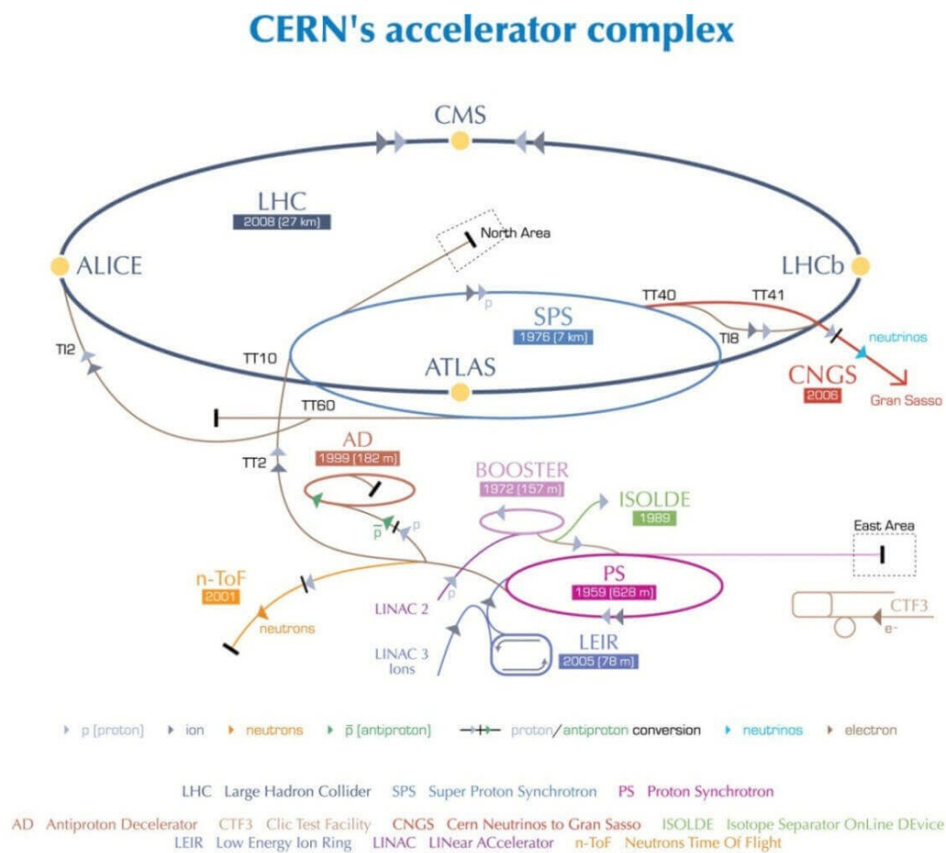 CERN's accelerator complex
CMS
LHC
2008 (27 km)
North Area
ALICE
LHCb
TT40
TT41
SPS
1976 (7 km)
p
TI8
neutrinos
TI2
TT10
ATLAS
CNGS
2006
Gran Sasso
TT60
AD
1999 (182 m)
TT2
BOOSTER
1972 (157 m)
ISOLDE
1989
p̅
p
East Area
n-ToF
2001
LINAC 2
p
PS
1959 (628 m)
CTF3
e-
neutrons
LINAC 3
Ions
LEIR
2005 (78 m)
p (proton) ion neutrons p̅ (antiproton) proton/antiproton conversion neutrinos electron
LHC Large Hadron Collider SPS Super Proton Synchrotron PS Proton Synchrotron
AD Antiproton Decelerator CTF3 Clic Test Facility CNGS Cern Neutrinos to Gran Sasso ISOLDE Isotope Separator OnLine DEvice
LEIR Low Energy Ion Ring LINAC LINear ACcelerator n-ToF Neutrons Time Of Flight